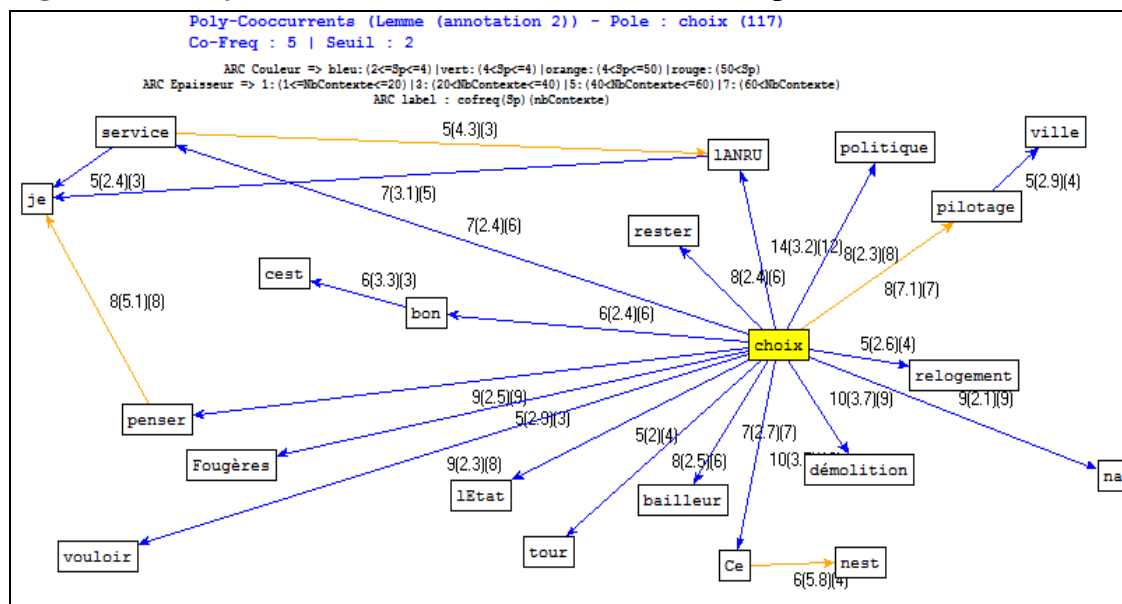 Poly-Cooccurrents (Lemme (annotation 2)) - Pole : choix (117)
Co-Freq : 5 | Seuil : 2
ARC Couleur => bleu:(2<=Sp<=4)|vert:(4<Sp<=4)|orange:(4<Sp<=50)|rouge:(50<Sp)
ARC Epaisseur => 1:(1<=NbContexte<=20)|3:(20<NbContexte<=40)|5:(40<NbContexte<=60)|7:(60<NbContexte)
ARC label : cofreq(Sp)(nbContexte)
service
5(4.3)(3)
lANRU
politique
ville
je
5(2.4)(3)
7(3.1)(5)
5(2.9)(4)
pilotage
7(2.4)(6)
rester
14(3.2)(12)
8(2.3)(8)
cest
6(3.3)(3)
8(2.4)(6)
8(7.1)(7)
8(5.1)(8)
bon
6(2.4)(6)
choix
5(2.6)(4)
relogement
penser
9(2.5)(9)
10(3.7)(9)
9(2.1)(9)
5(2.9)(3)
5(2)(4)
7(2.7)(7)
Fougères
9(2.3)(8)
8(2.5)(6)
démolition
na
lEtat
bailleur
vouloir
tour
Ce
nest
6(5.8)(4)